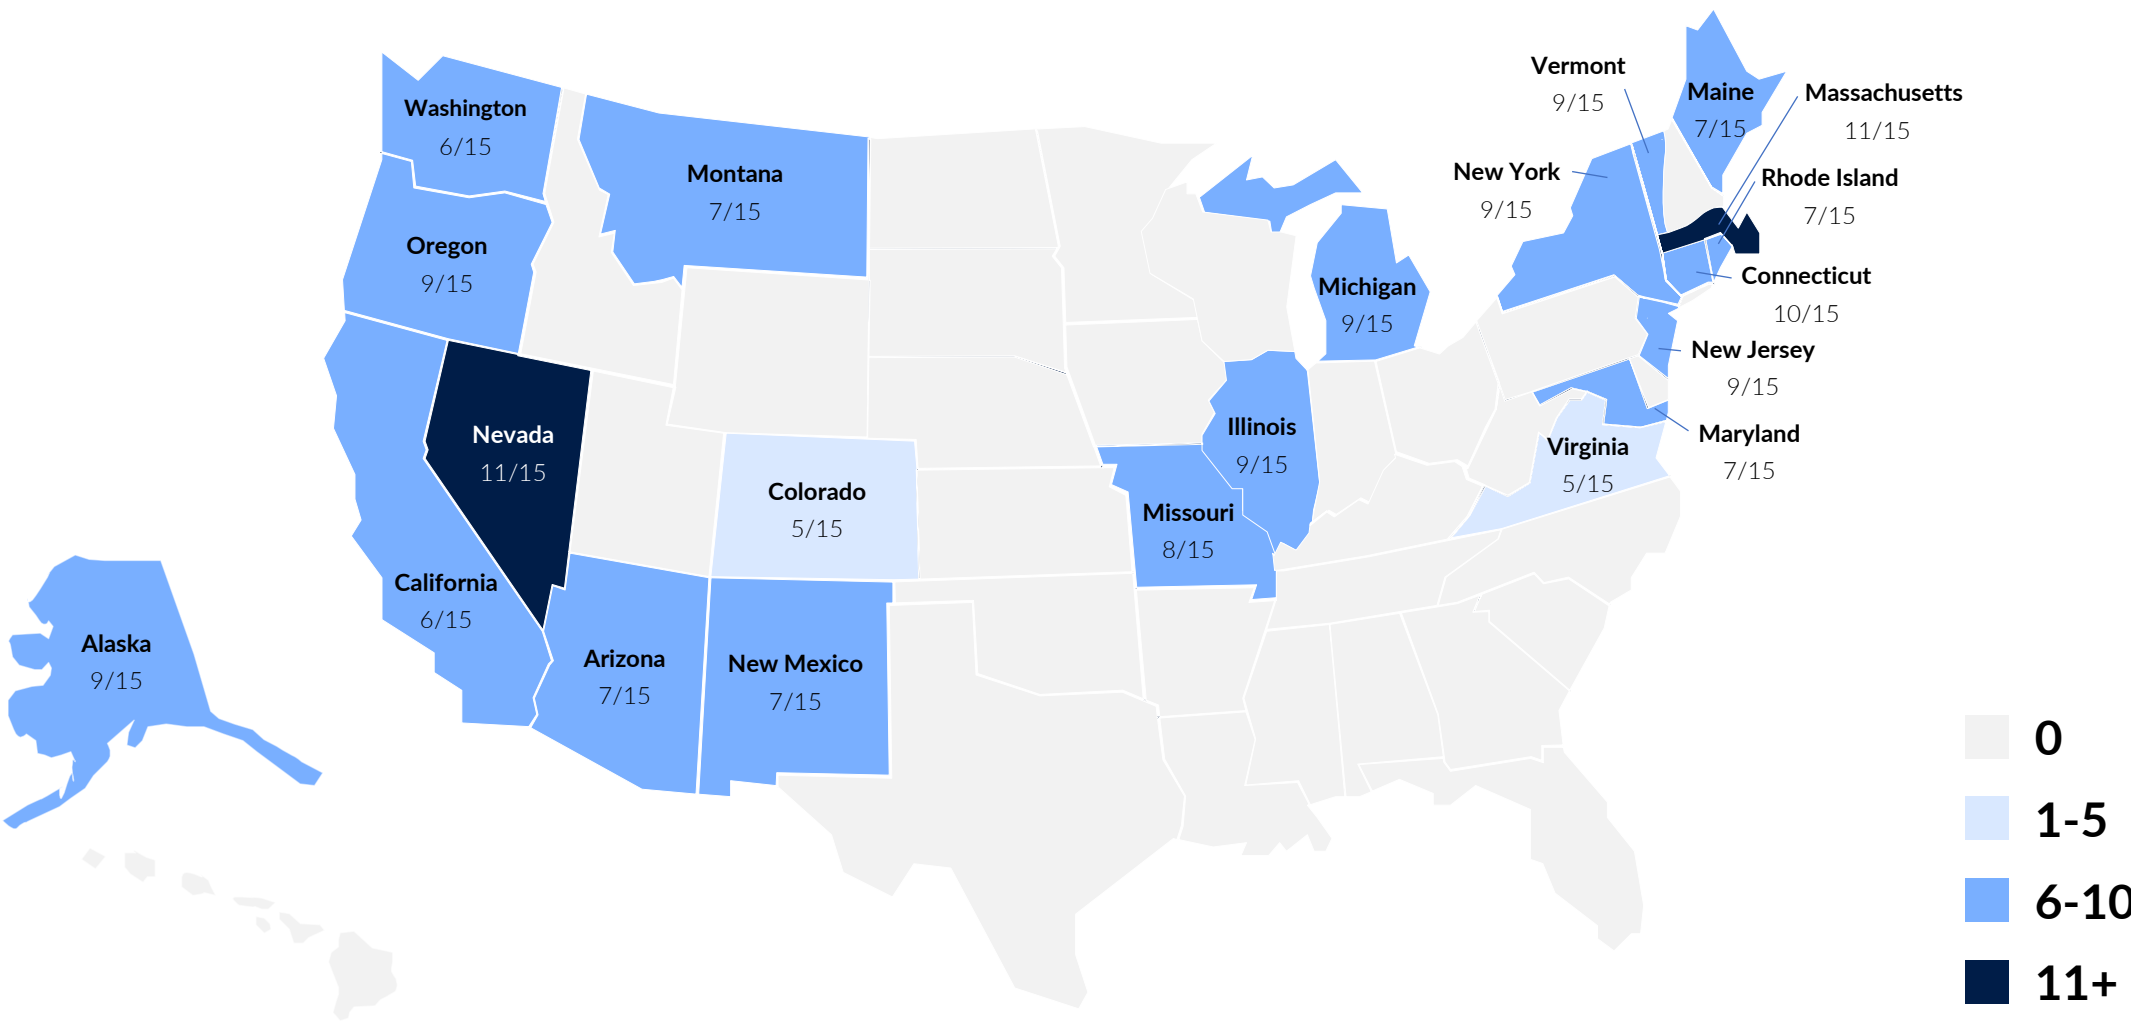 Washington
6/15
Oregon
9/15
California
6/15
Nevada
11/15
Montana
7/15
Colorado
5/15
Arizona
7/15
New Mexico
7/15
Alaska
9/15
Missouri
8/15
Illinois
9/15
Michigan
9/15
Virginia
5/15
New York
9/15
Vermont
9/15
Maine
7/15
Massachusetts
11/15
Rhode Island
7/15
Connecticut
10/15
New Jersey
9/15
Maryland
7/15
0
1-5
6-10
11+